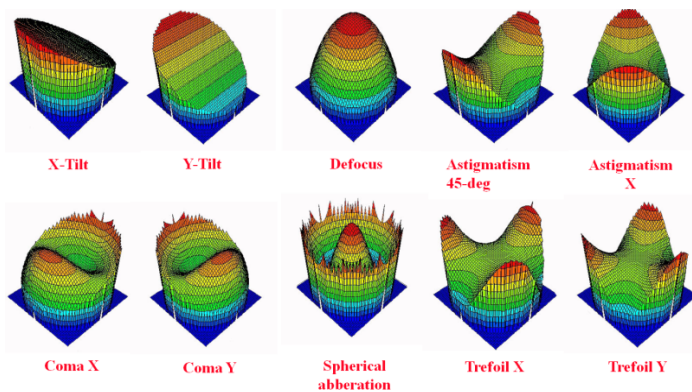 X-Tilt
Y-Tilt
Defocus
Astigmatism
45-deg
Astigmatism
X
Coma X
Coma Y
Spherical
abberation
Trefoil X
Trefoil Y